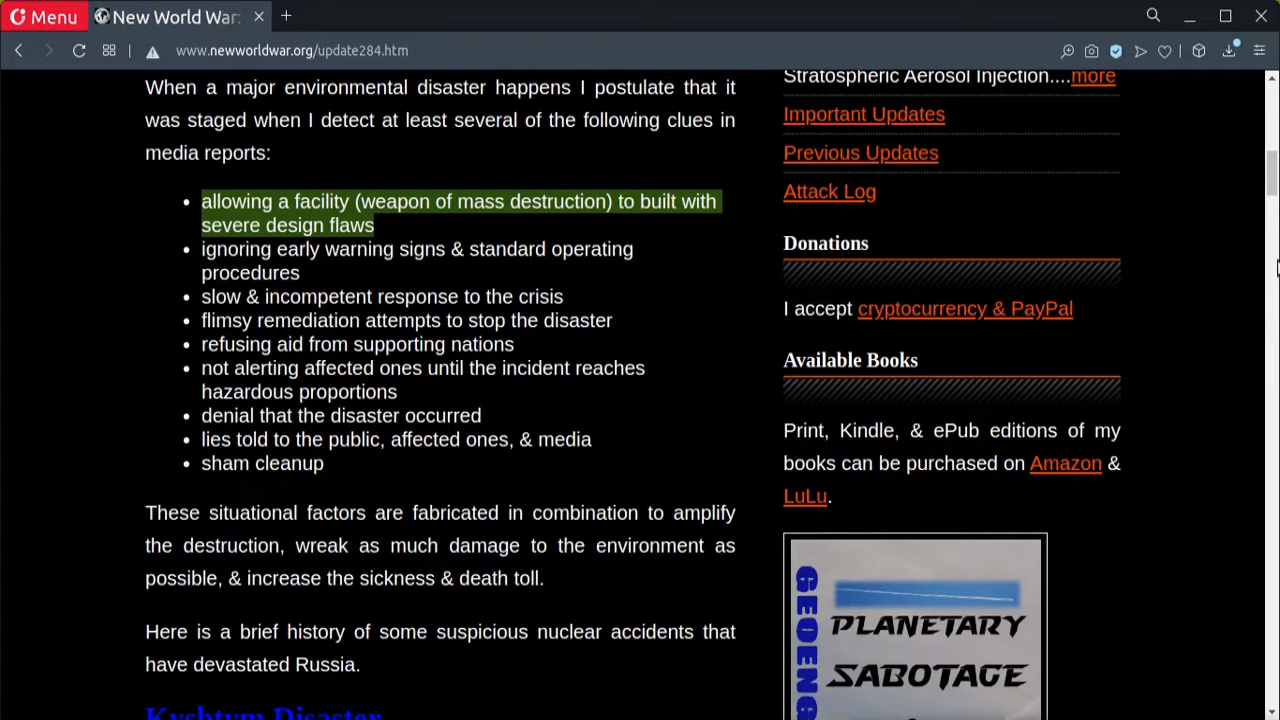 Menu
New World War:
www.newworldwar.org/update284.htm
When a major environmental disaster happens I postulate that it
was staged when I detect at least several of the following clues in
media reports:
allowing a facility (weapon of mass destruction) to built with
severe design flaws
ignoring early warning signs & standard operating
procedures
slow & incompetent response to the crisis
flimsy remediation attempts to stop the disaster
refusing aid from supporting nations
not alerting affected ones until the incident reaches
hazardous proportions
denial that the disaster occurred
lies told to the public, affected ones, & media
sham cleanup
These situational factors are fabricated in combination to amplify
the destruction, wreak as much damage to the environment as
possible, & increase the sickness & death toll.
Here is a brief history of some suspicious nuclear accidents that
have devastated Russia.
Kyshtym Disaster
Stratospheric Aerosol Injection....more
Important Updates
Previous Updates
Attack Log
Donations
I accept cryptocurrency & PayPal
Available Books
Print, Kindle, & ePub editions of my
books can be purchased on Amazon &
LuLu.
GEOENG
PLANETARY
SABOTAGE